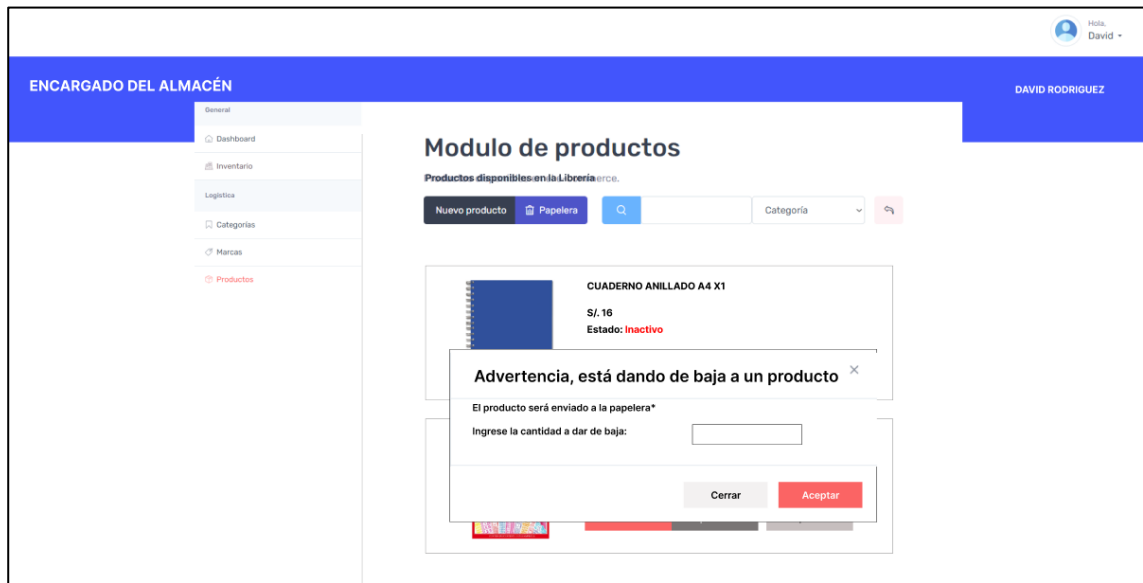 Hola,
David
ENCARGADO DEL ALMACÉN
DAVID RODRIGUEZ
General
Dashboard
Inventario
Logística
Categorías
Marcas
Productos
Modulo de productos
Productos disponibles en la Librería erce.
Nuevo producto
Papelera
Categoría
CUADERNO ANILLADO A4 X1
S/. 16
Estado: Inactivo
Advertencia, está dando de baja a un producto
El producto será enviado a la papelera*
Ingrese la cantidad a dar de baja:
Cerrar
Aceptar